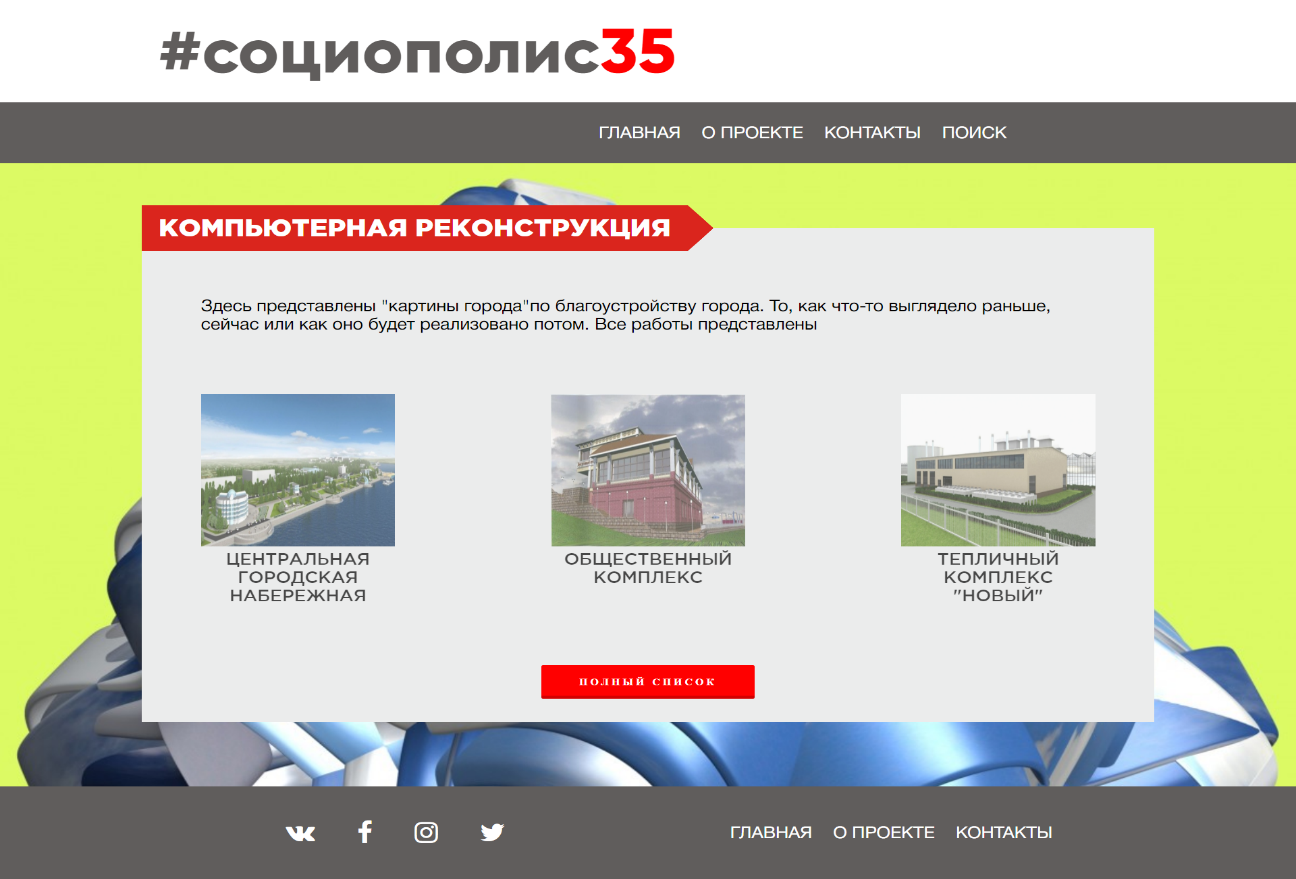 #социополис35
ГЛАВНАЯ О ПРОЕКТЕ КОНТАКТЫ ПОИСК
КОМПЬЮТЕРНАЯ РЕКОНСТРУКЦИЯ
Здесь представлены "картины города"по благоустройству города. То, как что-то выглядело раньше,
сейчас или как оно будет реализовано потом. Все работы представлены
ЦЕНТРАЛЬНАЯ
ГОРОДСКАЯ
НАБЕРЕЖНАЯ
ОБЩЕСТВЕННЫЙ
КОМПЛЕКС
ТЕПЛИЧНЫЙ
КОМПЛЕКС
"НОВЫЙ"
ПОЛНЫЙ СПИСОК
ГЛАВНАЯ О ПРОЕКТЕ КОНТАКТЫ